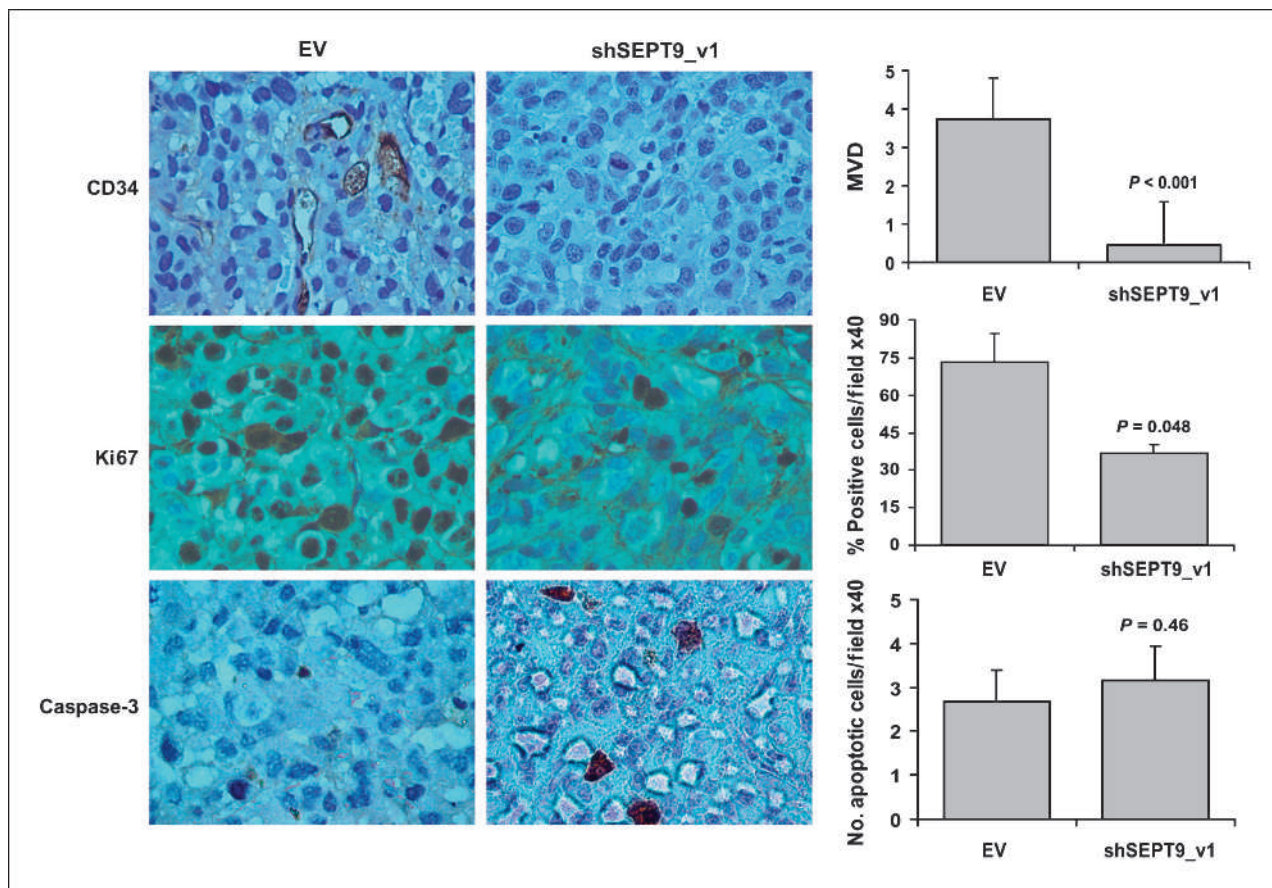 EV
shSEPT9_v1
CD34
Ki67
Caspase-3
MVD
5
4
3
2
1
0
P < 0.001
EV
shSEPT9_v1
% Positive cells/field x40
90
75
60
45
30
15
0
P = 0.048
EV
shSEPT9_v1
No. apoptotic cells/field x40
5
4
3
2
1
0
P = 0.46
EV
shSEPT9_v1